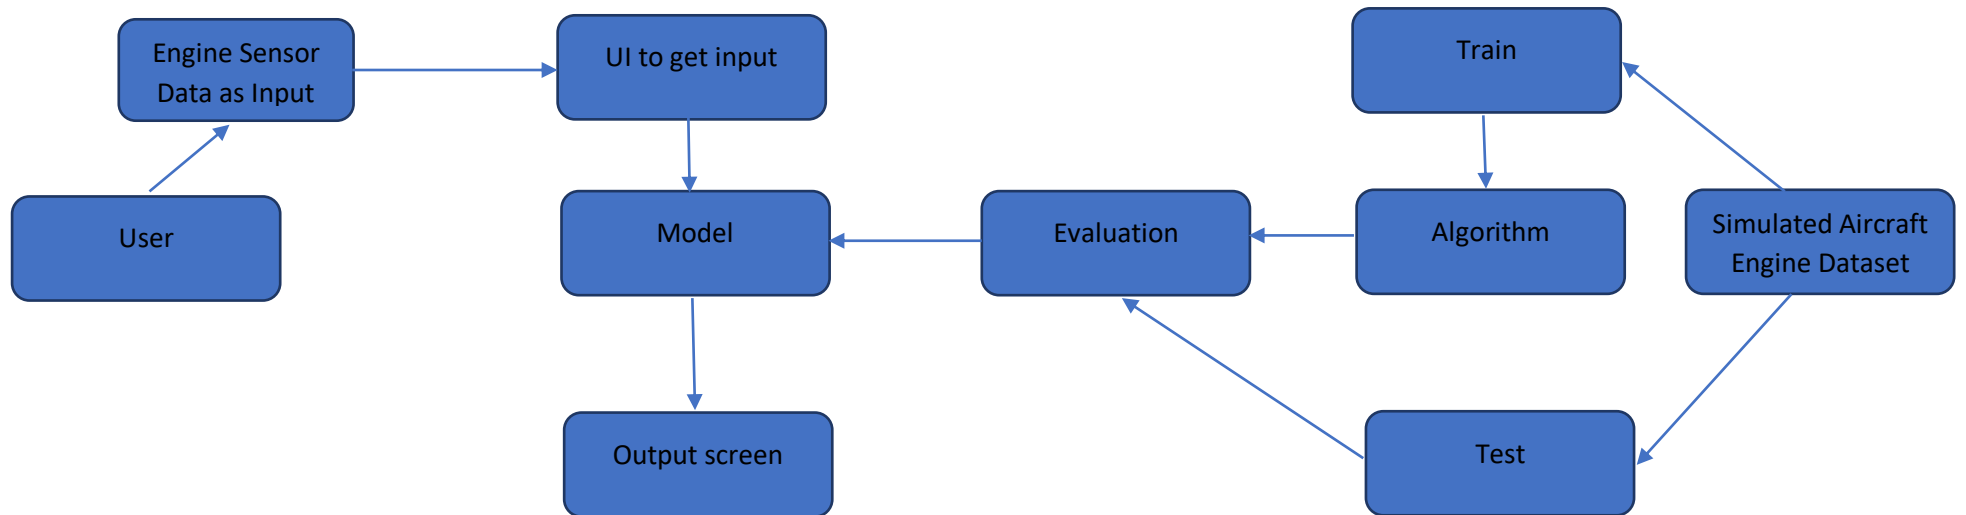 Engine Sensor
Data as Input
UI to get input
Train
User
Model
Evaluation
Algorithm
Simulated Aircraft
Engine Dataset
Output screen
Test